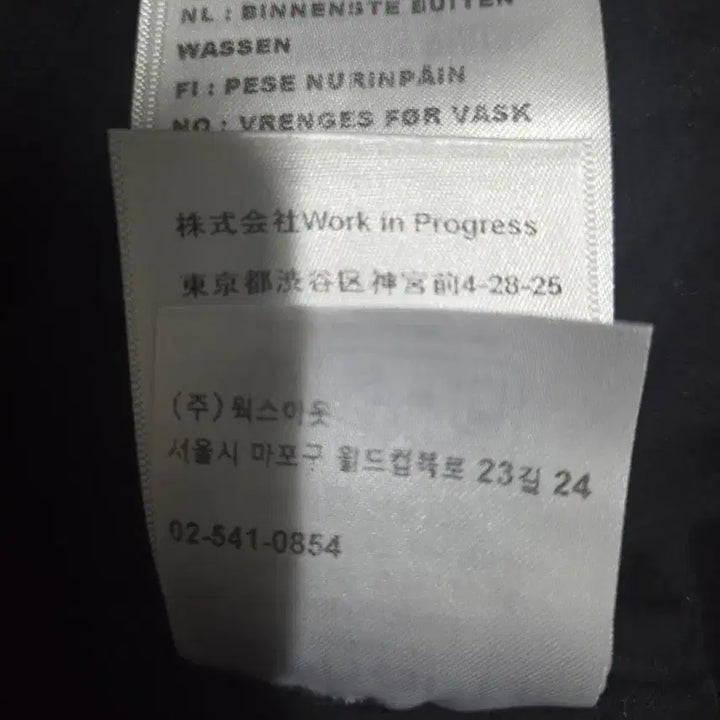 NL : BINNENSTE BUITEN
WASSEN
FI : PESE NURINPÄIN
NO : VRENGES FØR VASK
株式会社Work in Progress
東京都渋谷区神宮前4-28-25
(주)웍스아웃
서울시 마포구 월드컵북로 23길 24
02-541-0854